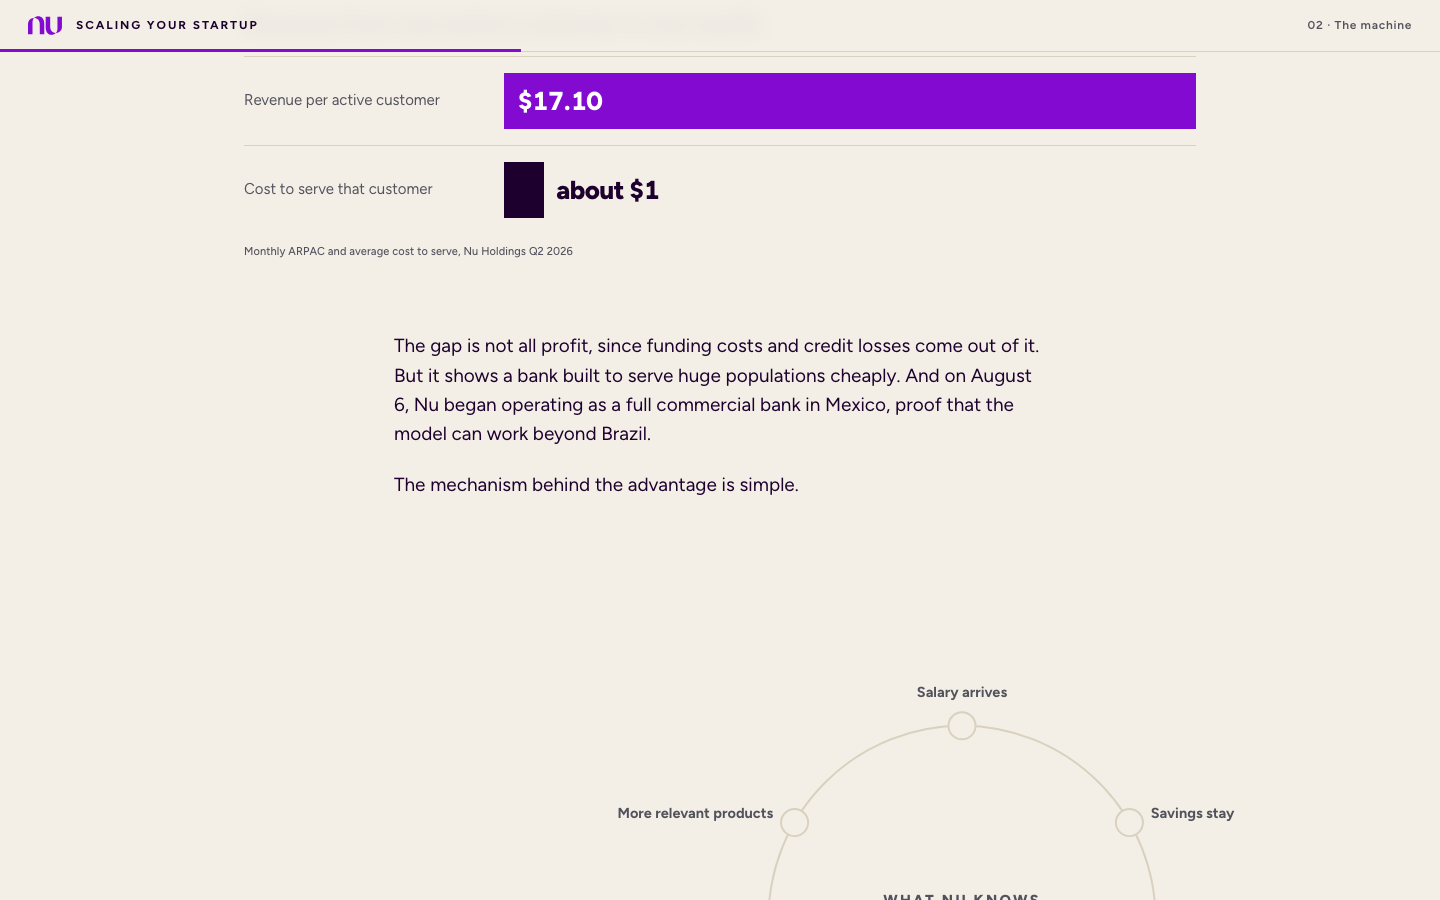 nu SCALING YOUR STARTUP
02 · The machine
Revenue per active customer
$17.10
Cost to serve that customer
about $1
Monthly ARPAC and average cost to serve, Nu Holdings Q2 2026
The gap is not all profit, since funding costs and credit losses come out of it.
But it shows a bank built to serve huge populations cheaply. And on August
6, Nu began operating as a full commercial bank in Mexico, proof that the
model can work beyond Brazil.
The mechanism behind the advantage is simple.
Salary arrives
More relevant products
Savings stay
WHAT NU KNOWS